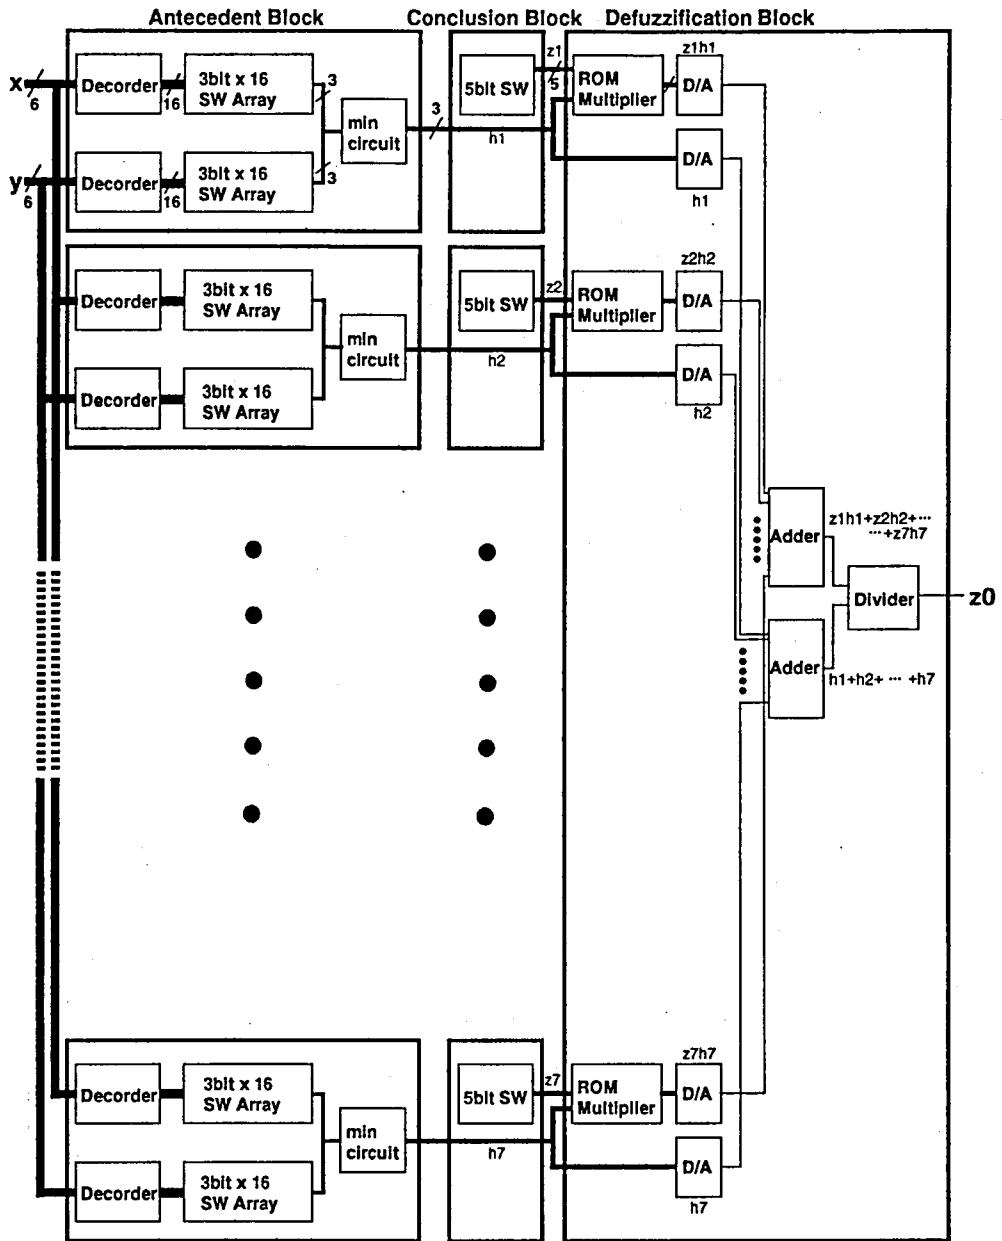 Antecedent Block
Conclusion Block
Defuzzification Block
x
6
Decorder
16
3bit x 16
SW Array
3
min
circuit
3
y
6
Decorder
16
3bit x 16
SW Array
3
5bit SW
h1
z1
5
ROM
Multiplier
z1h1
D/A
D/A
h1
Decorder
3bit x 16
SW Array
min
circuit
Decorder
3bit x 16
SW Array
5bit SW
h2
z2
ROM
Multiplier
z2h2
D/A
D/A
h2
Adder
z1h1+z2h2+···
···+z7h7
Divider
z0
Adder
h1+h2+ ··· +h7
Decorder
3bit x 16
SW Array
min
circuit
Decorder
3bit x 16
SW Array
5bit SW
h7
z7
ROM
Multiplier
z7h7
D/A
D/A
h7